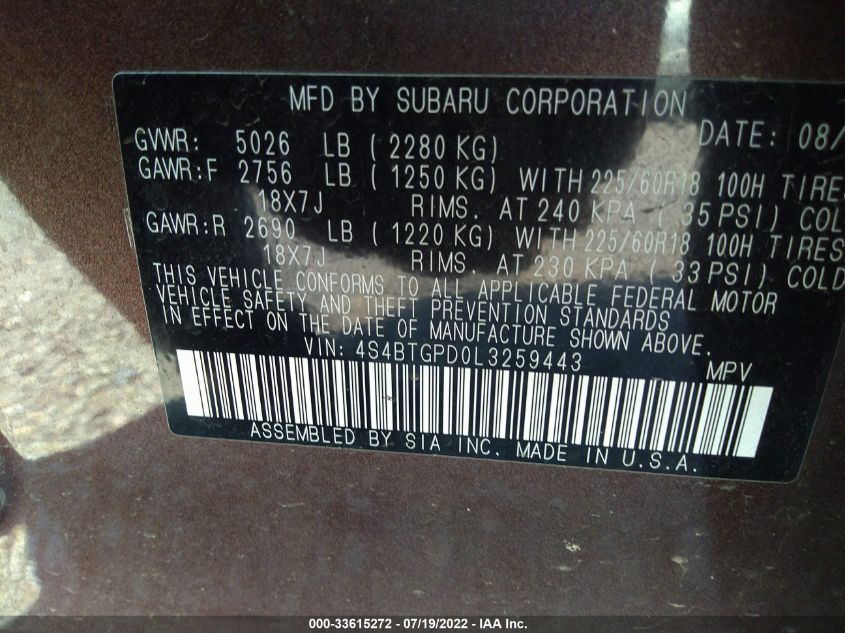 MFD BY SUBARU CORPORATION
DATE: 08/
GVWR: 5026 LB ( 2280 KG)
GAWR:F 2756 LB ( 1250 KG) WITH 225/60R18 100H TIRES
18X7J RIMS. AT 240 KPA ( 35 PSI) COL
GAWR:R 2690 LB ( 1220 KG) WITH 225/60R18 100H TIRES
18X7J RIMS. AT 230 KPA ( 33 PSI) COLD
THIS VEHICLE CONFORMS TO ALL APPLICABLE FEDERAL MOTOR
VEHICLE SAFETY AND THEFT PREVENTION STANDARDS
IN EFFECT ON THE DATE OF MANUFACTURE SHOWN ABOVE.
VIN: 4S4BTGPD0L3259443 MPV
ASSEMBLED BY SIA INC. MADE IN U.S.A.
000-33615272 - 07/19/2022 - IAA Inc.